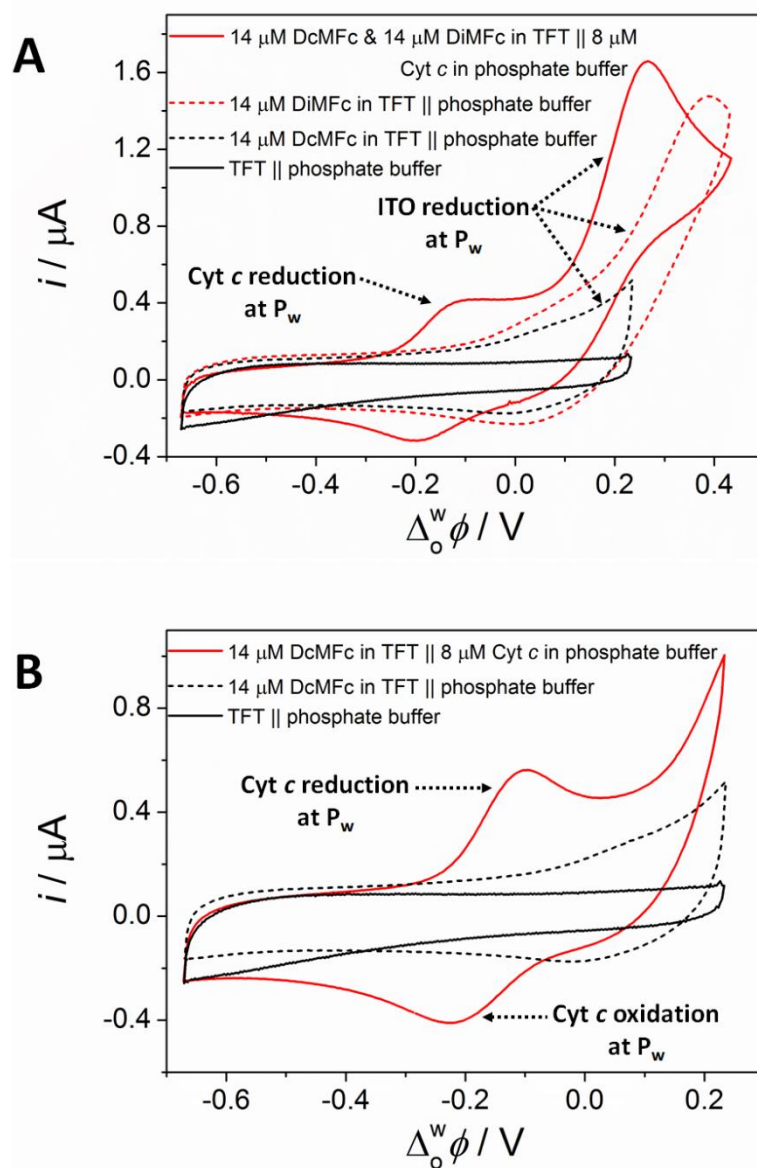 A
14 μM DcMFc & 14 μM DiMFc in TFT || 8 μM
Cyt c in phosphate buffer
14 μM DiMFc in TFT || phosphate buffer
14 μM DcMFc in TFT || phosphate buffer
TFT || phosphate buffer
ITO reduction
at Pw
Cyt c reduction
at Pw
i / μA
1.6
1.2
0.8
0.4
0.0
-0.4
-0.6
-0.4
-0.2
0.0
0.2
0.4
Δowϕ / V
B
14 μM DcMFc in TFT || 8 μM Cyt c in phosphate buffer
14 μM DcMFc in TFT || phosphate buffer
TFT || phosphate buffer
Cyt c reduction
at Pw
Cyt c oxidation
at Pw
i / μA
0.8
0.4
0.0
-0.4
-0.6
-0.4
-0.2
0.0
0.2
Δowϕ / V